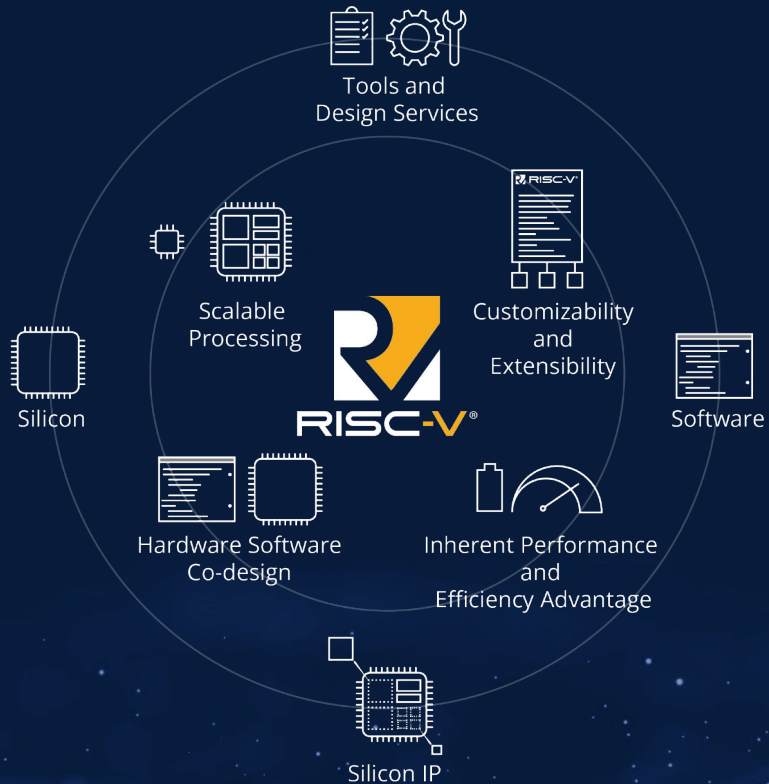 Tools and
Design Services
RISC-V®
Scalable
Processing
Customizability
and
Extensibility
RISC-V®
Silicon
Software
Hardware Software
Co-design
Inherent Performance
and
Efficiency Advantage
Silicon IP